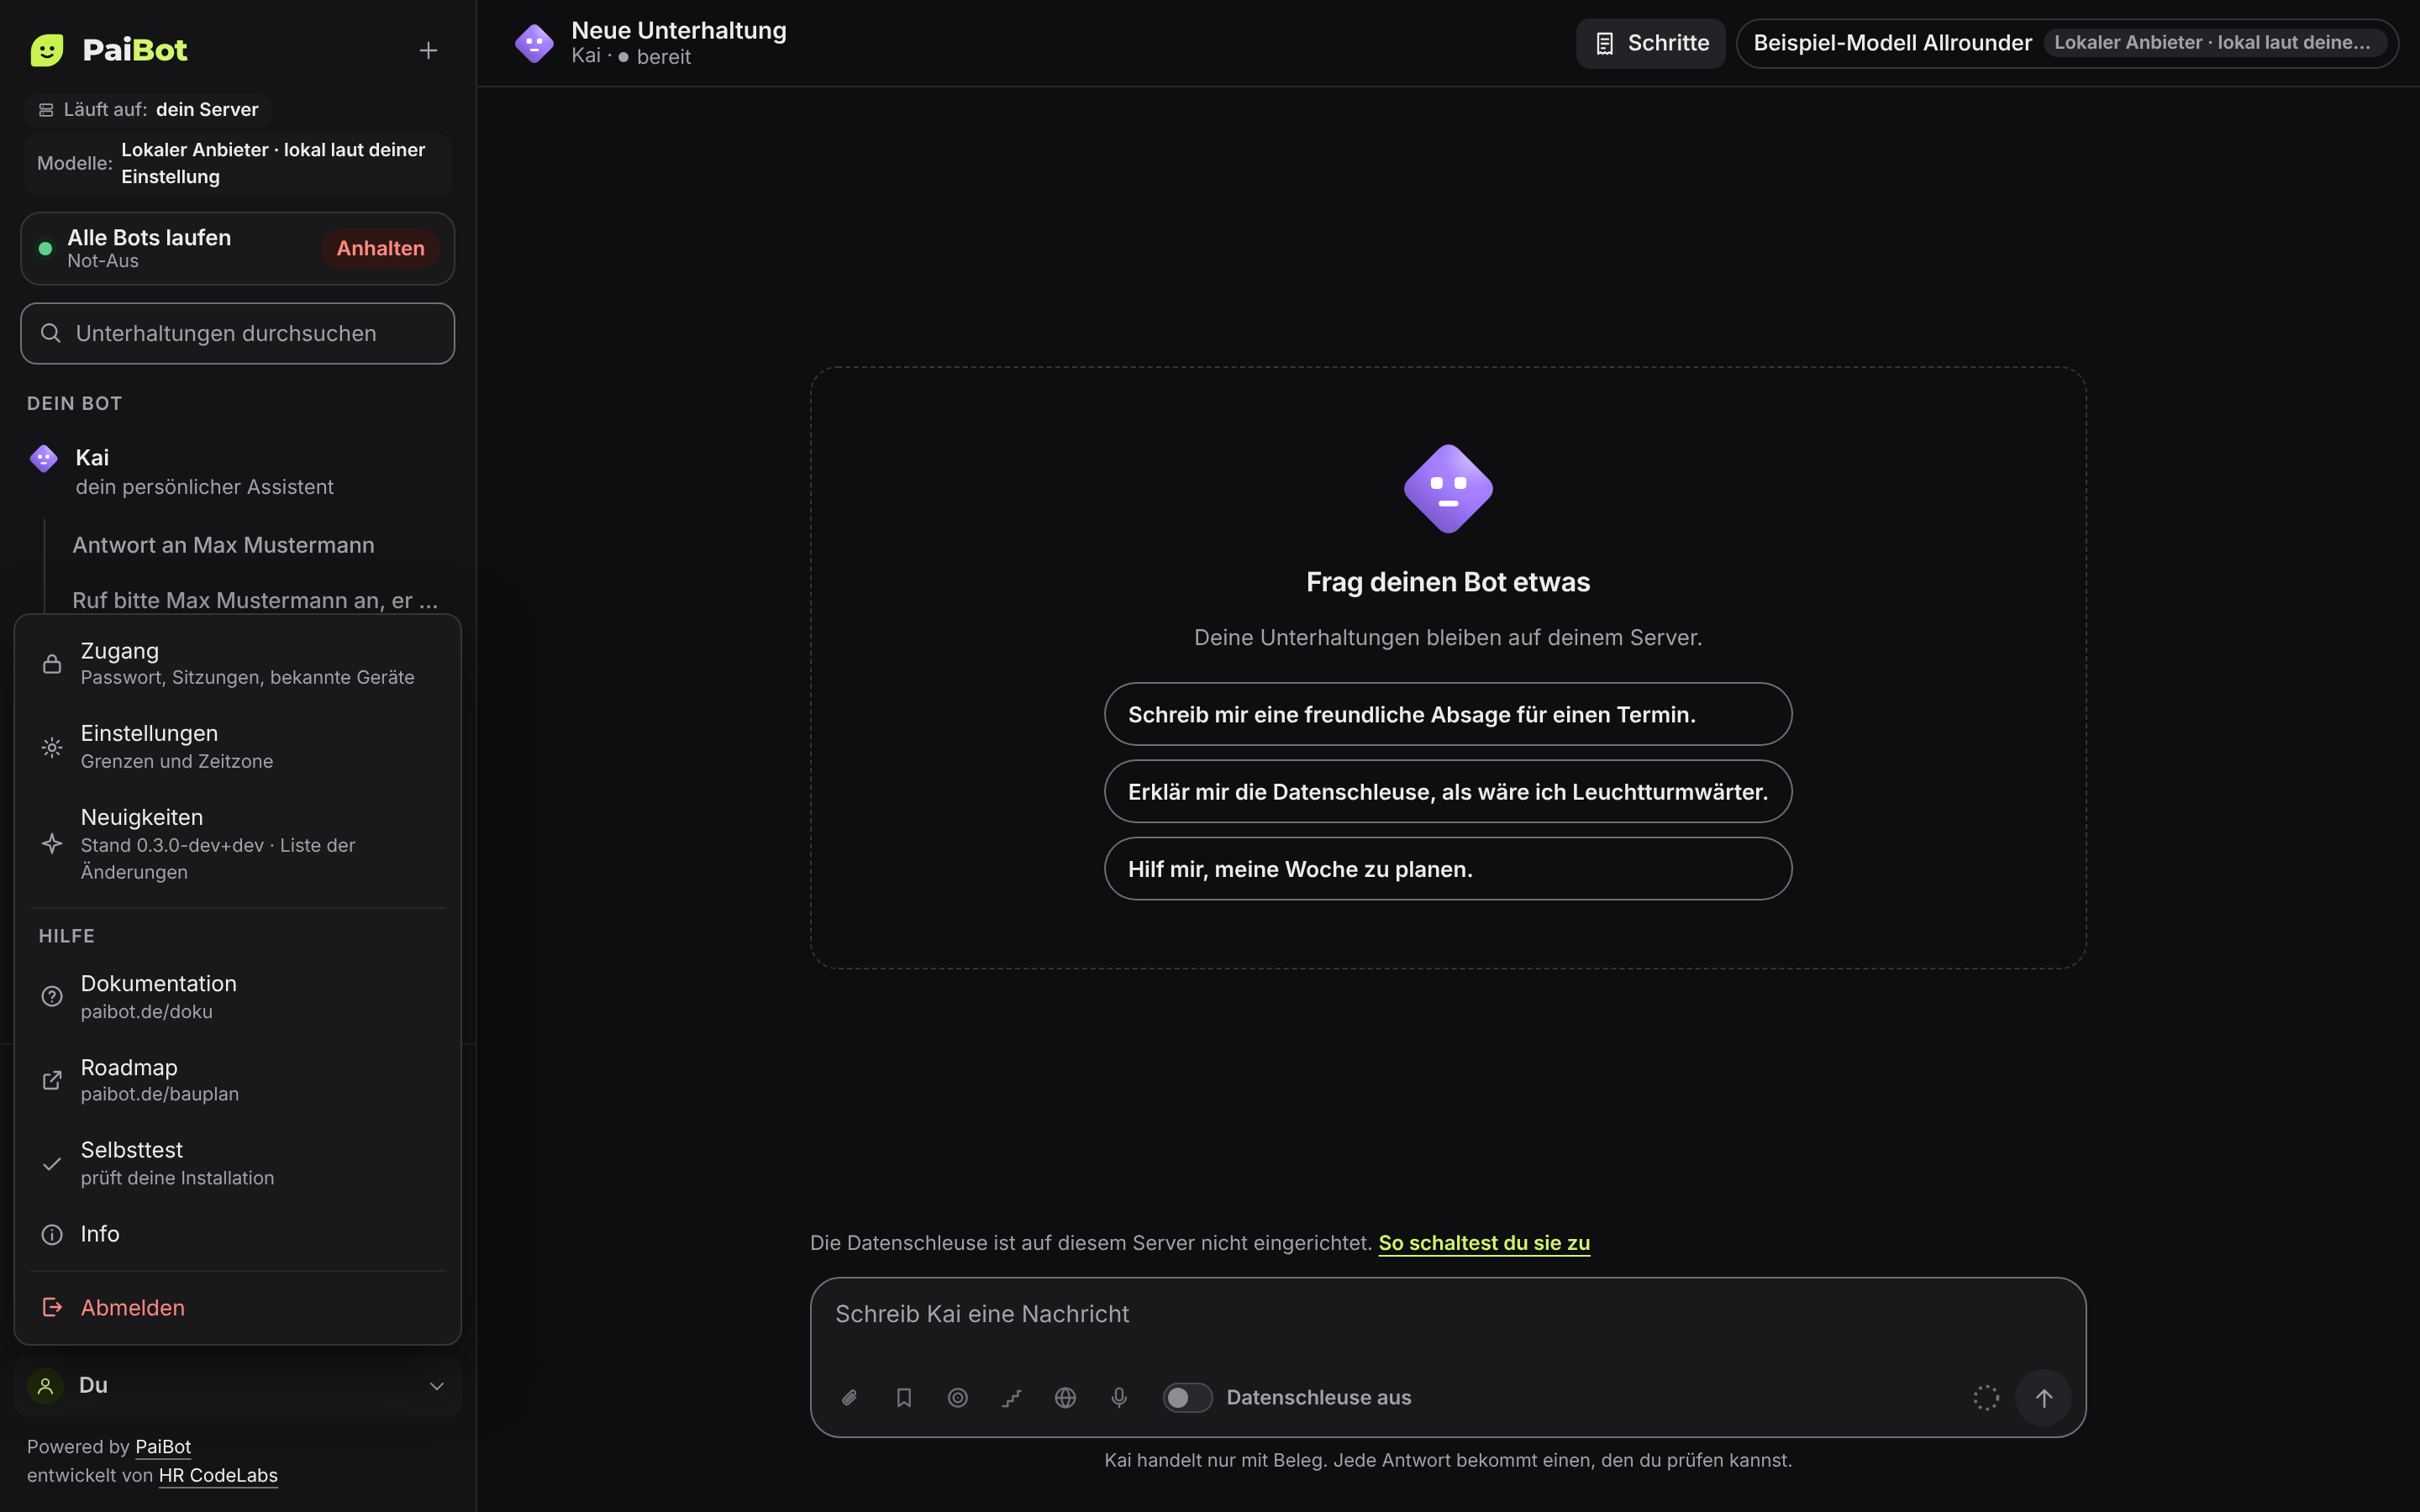 PaiBot
Läuft auf: dein Server
Modelle: Lokaler Anbieter · lokal laut deiner
Einstellung
Alle Bots laufen
Not-Aus
Anhalten
Unterhaltungen durchsuchen
DEIN BOT
Kai
dein persönlicher Assistent
Antwort an Max Mustermann
Ruf bitte Max Mustermann an, er ...
Zugang
Passwort, Sitzungen, bekannte Geräte
Einstellungen
Grenzen und Zeitzone
Neuigkeiten
Stand 0.3.0-dev+dev · Liste der
Änderungen
HILFE
Dokumentation
paibot.de/doku
Roadmap
paibot.de/bauplan
Selbsttest
prüft deine Installation
Info
Abmelden
Du
Powered by PaiBot
entwickelt von HR CodeLabs
Neue Unterhaltung
Kai · bereit
Schritte
Beispiel-Modell Allrounder
Lokaler Anbieter · lokal laut deine...
Frag deinen Bot etwas
Deine Unterhaltungen bleiben auf deinem Server.
Schreib mir eine freundliche Absage für einen Termin.
Erklär mir die Datenschleuse, als wäre ich Leuchtturmwärter.
Hilf mir, meine Woche zu planen.
Die Datenschleuse ist auf diesem Server nicht eingerichtet. So schaltest du sie zu
Schreib Kai eine Nachricht
Datenschleuse aus
Kai handelt nur mit Beleg. Jede Antwort bekommt einen, den du prüfen kannst.